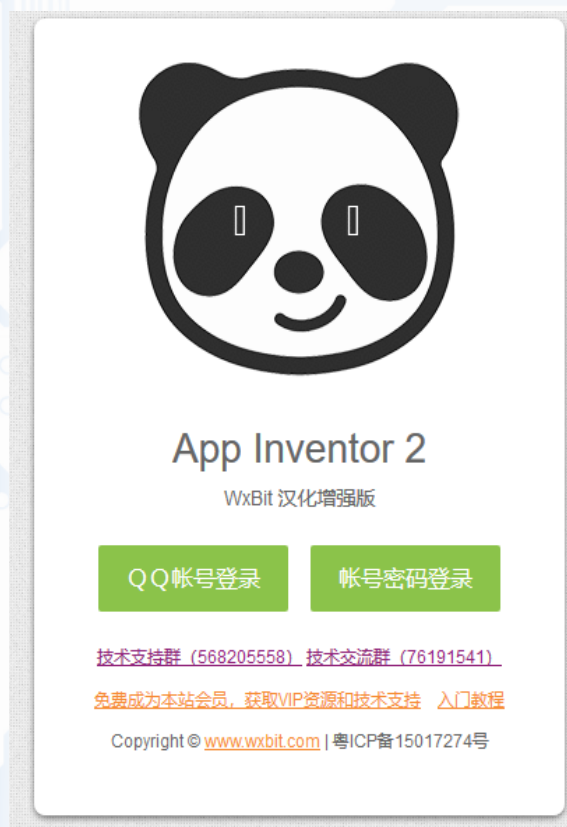 App Inventor 2
WxBit 汉化增强版
QQ帐号登录 帐号密码登录
技术支持群（568205558） 技术交流群（76191541）
免费成为本站会员，获取VIP资源和技术支持 入门教程
Copyright © www.wxbit.com | 粤ICP备15017274号